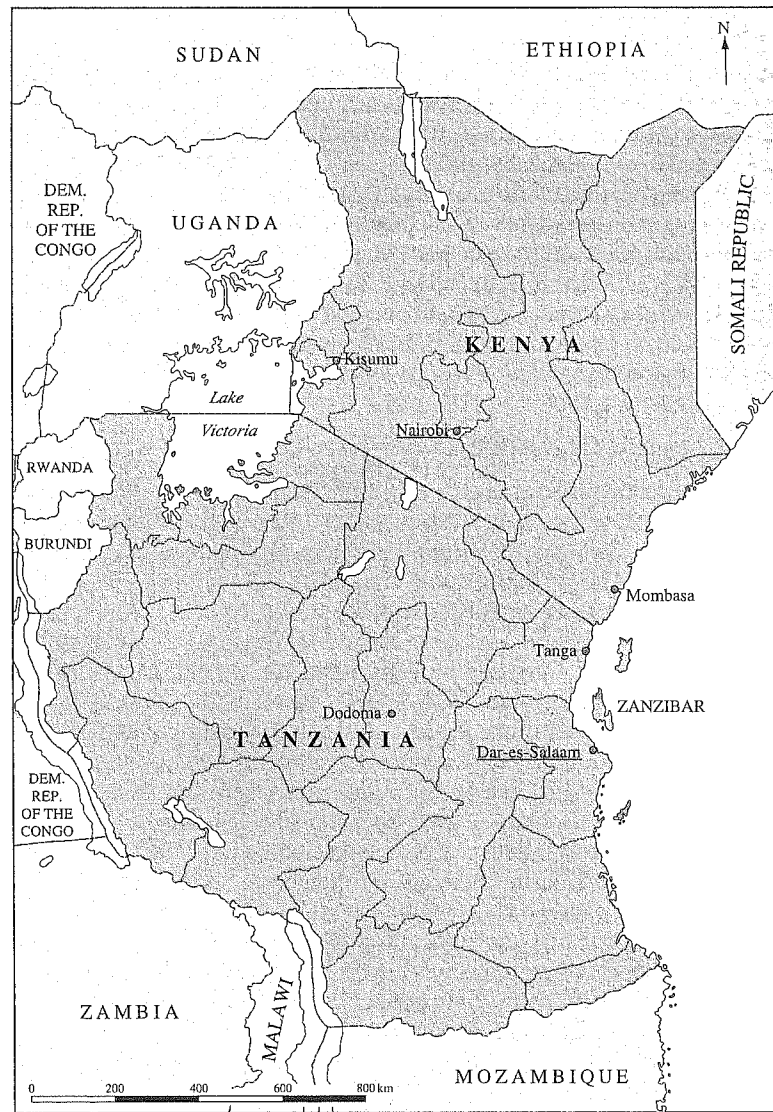 SUDAN
ETHIOPIA
N
DEM.
REP.
OF THE
CONGO
UGANDA
SOMALI REPUBLIC
KENYA
Kisumu
Lake
Victoria
Nairobi
RWANDA
BURUNDI
Mombasa
Tanga
ZANZIBAR
Dodoma
TANZANIA
Dar-es-Salaam
DEM.
REP.
OF THE
CONGO
ZAMBIA
MALAWI
MOZAMBIQUE
0 200 400 600 800 km